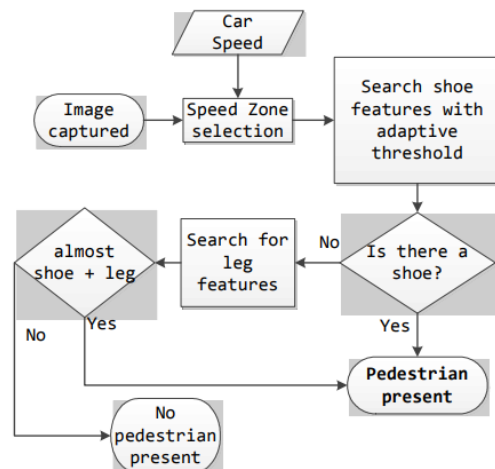 Car
Speed
Image
captured
Speed Zone
selection
Search shoe
features with
adaptive
threshold
almost
shoe + leg
Search for
leg
features
No
Is there a
shoe?
No
Yes
Yes
Pedestrian
present
No
pedestrian
present